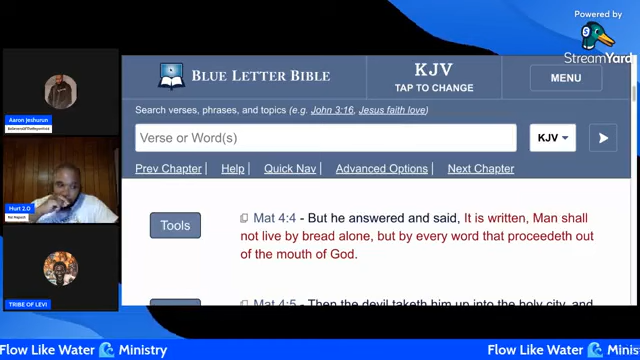 Powered by
StreamYard
BLUE LETTER BIBLE
KJV
TAP TO CHANGE
MENU
Search verses, phrases, and topics (e.g. John 3:16, Jesus faith love)
Verse or Word(s)
KJV
Prev Chapter
Help
Quick Nav
Advanced Options
Next Chapter
Tools
Mat 4:4 - But he answered and said, It is written, Man shall
not live by bread alone, but by every word that proceedeth out
of the mouth of God.
Mat 4:5 - Then the devil taketh him up into the holy city, and
Aaron Jeshurun
Hurt 2.0
TRIBE OF LEVI
Flow Like Water Ministry
Flow Like Water Minist